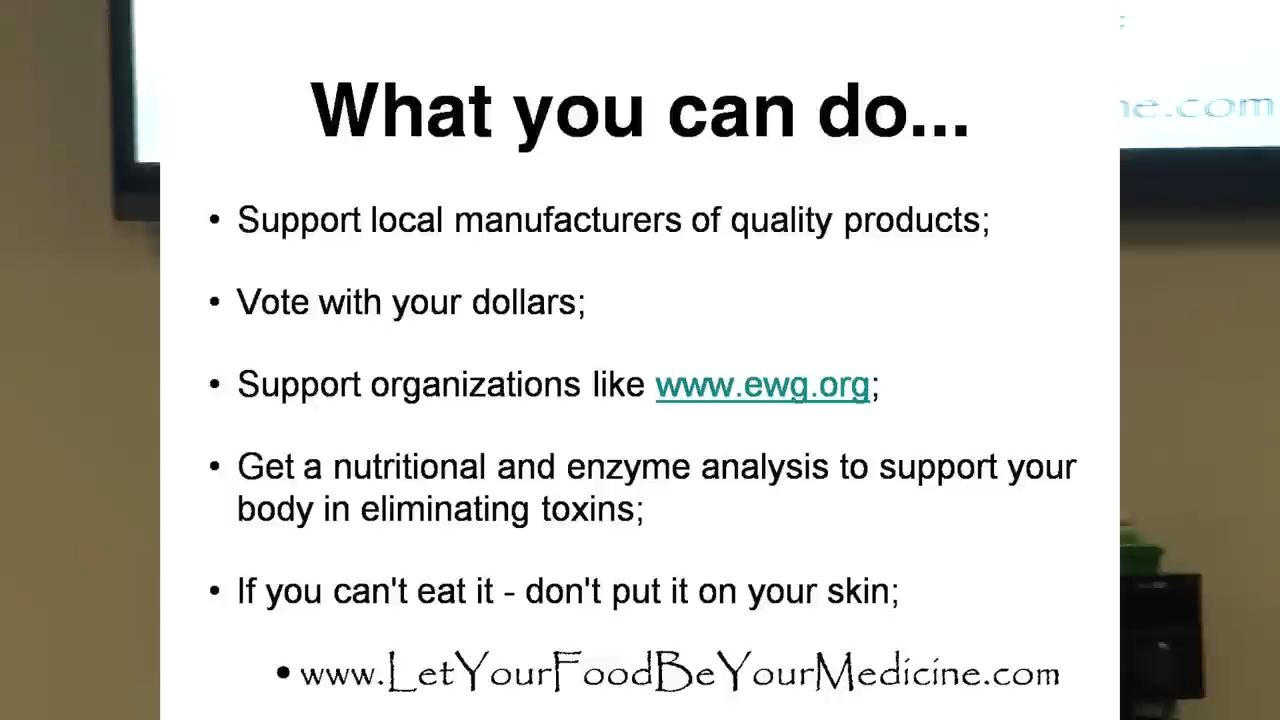 ne.com
What you can do...
• Support local manufacturers of quality products;
• Vote with your dollars;
• Support organizations like www.ewg.org;
• Get a nutritional and enzyme analysis to support your
body in eliminating toxins;
• If you can't eat it - don't put it on your skin;
• www.LetYourFoodBeYourMedicine.com